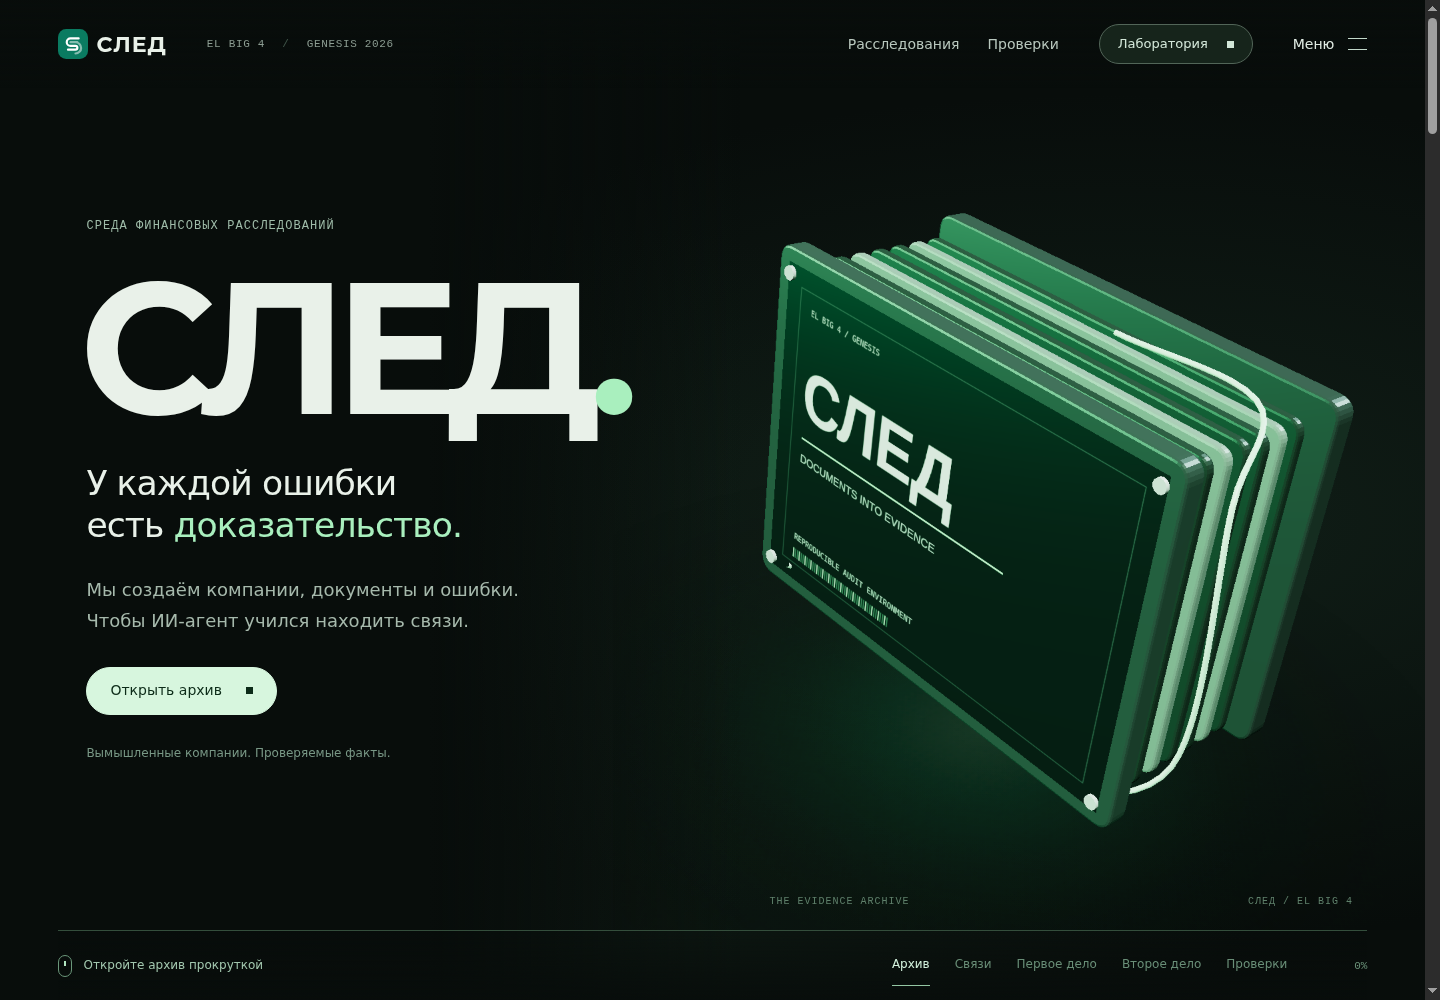 СЛЕД
EL BIG 4 / GENESIS 2026
Расследования
Проверки
Лаборатория
Меню
СРЕДА ФИНАНСОВЫХ РАССЛЕДОВАНИЙ
СЛЕД.
У каждой ошибки
есть доказательство.
Мы создаём компании, документы и ошибки.
Чтобы ИИ-агент учился находить связи.
Открыть архив
Вымышленные компании. Проверяемые факты.
EL BIG 4 / GENESIS
СЛЕД
DOCUMENTS INTO EVIDENCE
REPRODUCIBLE AUDIT ENVIRONMENT
THE EVIDENCE ARCHIVE
СЛЕД / EL BIG 4
Откройте архив прокруткой
Архив
Связи
Первое дело
Второе дело
Проверки
0%